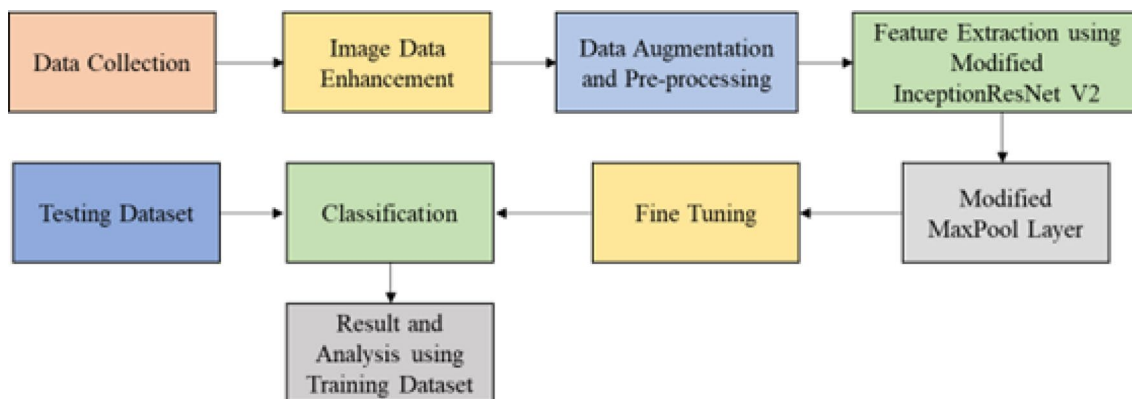 Data Collection
Image Data
Enhancement
Data Augmentation
and Pre-processing
Feature Extraction using
Modified
InceptionResNet V2
Testing Dataset
Classification
Fine Tuning
Modified
MaxPool Layer
Result and
Analysis using
Training Dataset